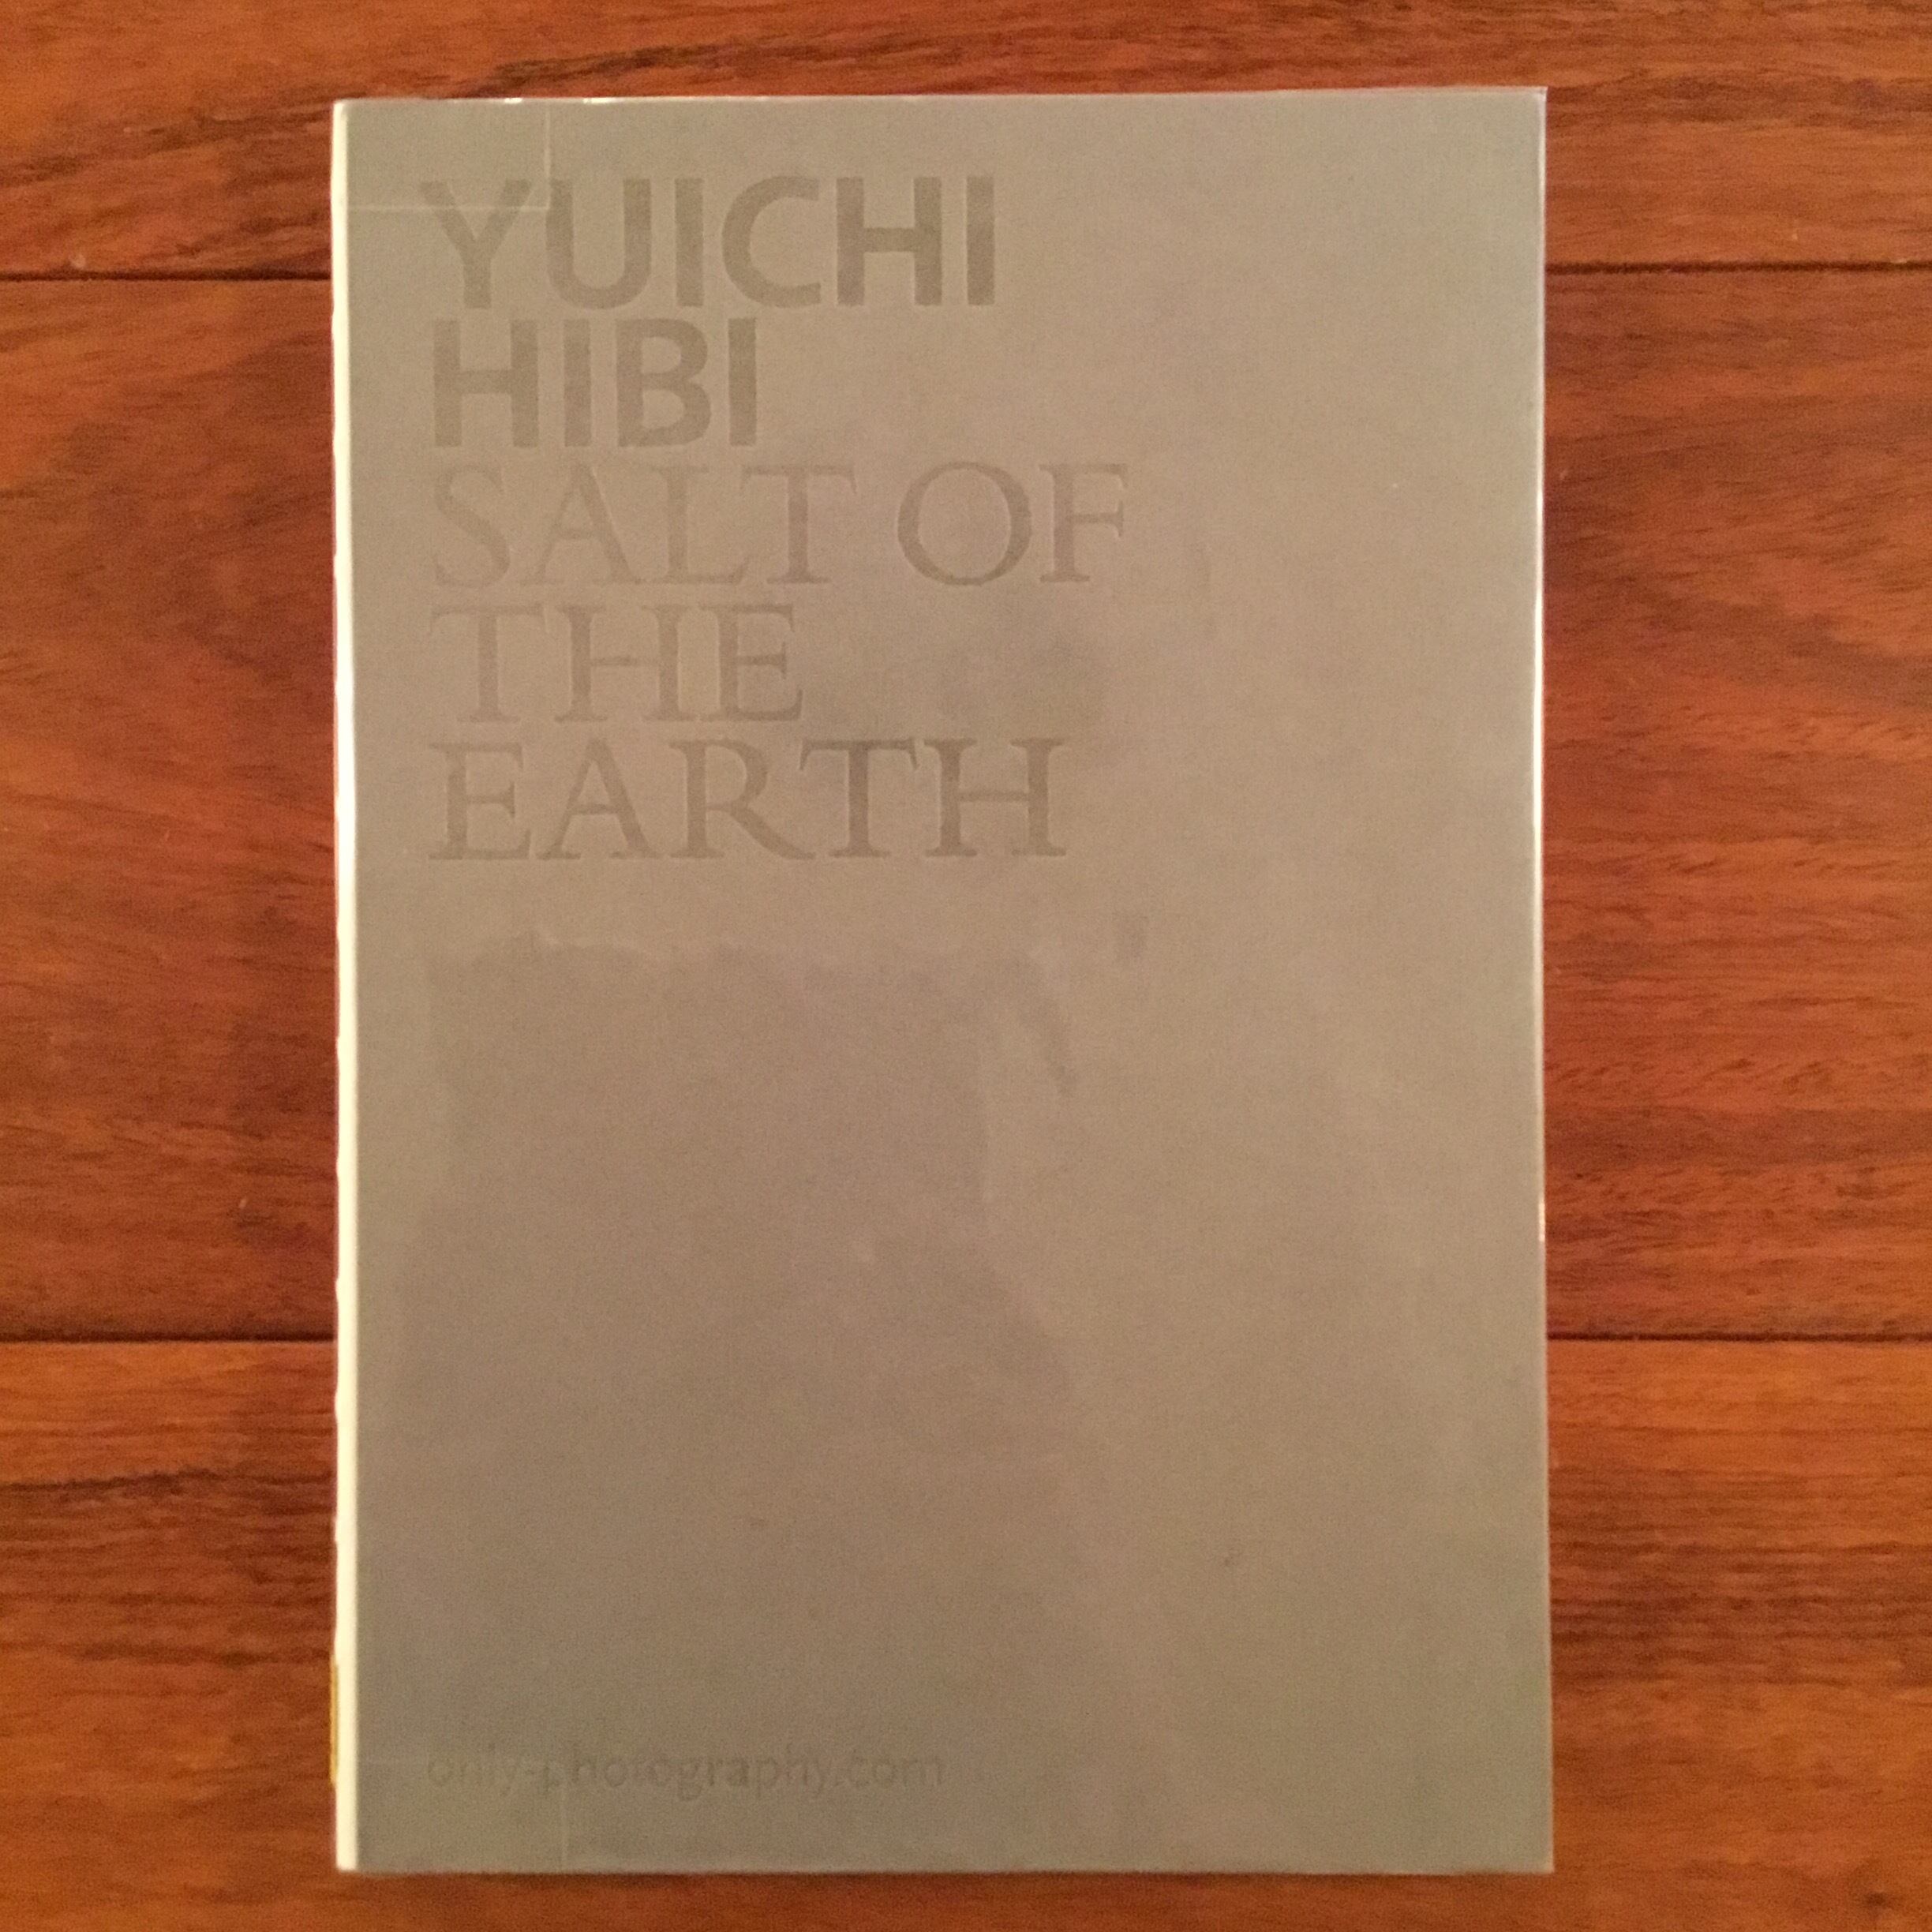 YUICHI
HIBI
SALT OF
THE
EARTH
only-photography.com